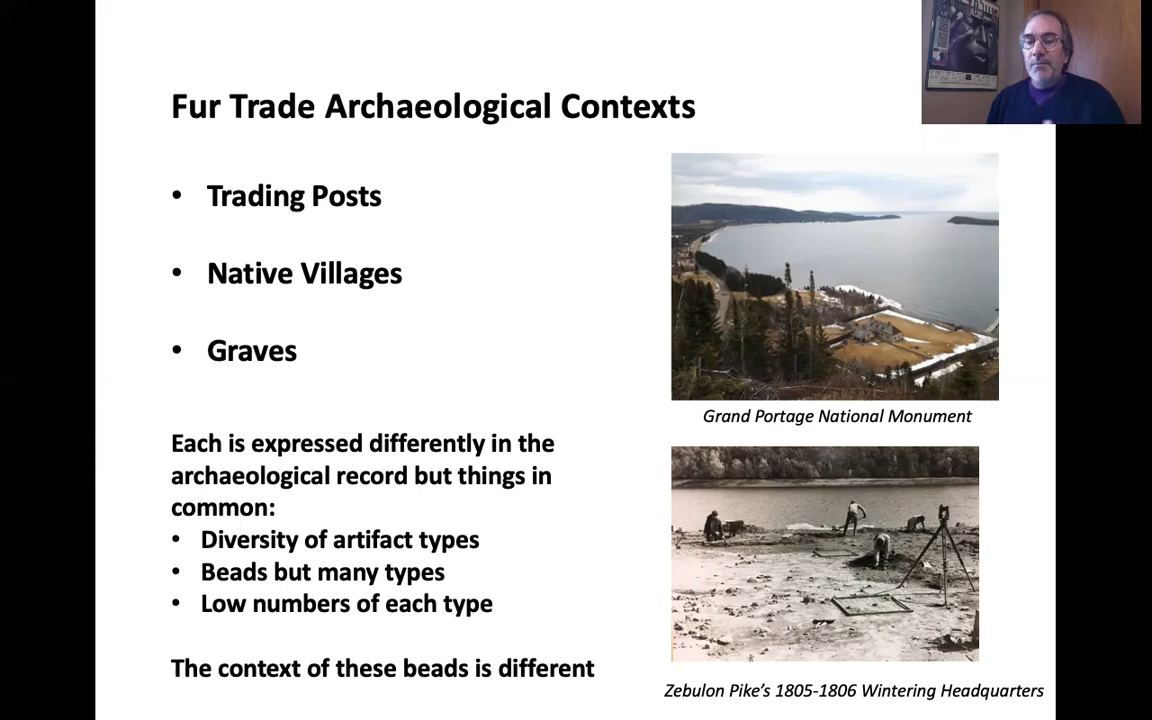 Fur Trade Archaeological Contexts
• Trading Posts
• Native Villages
• Graves
Each is expressed differently in the
archaeological record but things in
common:
• Diversity of artifact types
• Beads but many types
• Low numbers of each type
The context of these beads is different
Grand Portage National Monument
Zebulon Pike's 1805-1806 Wintering Headquarters